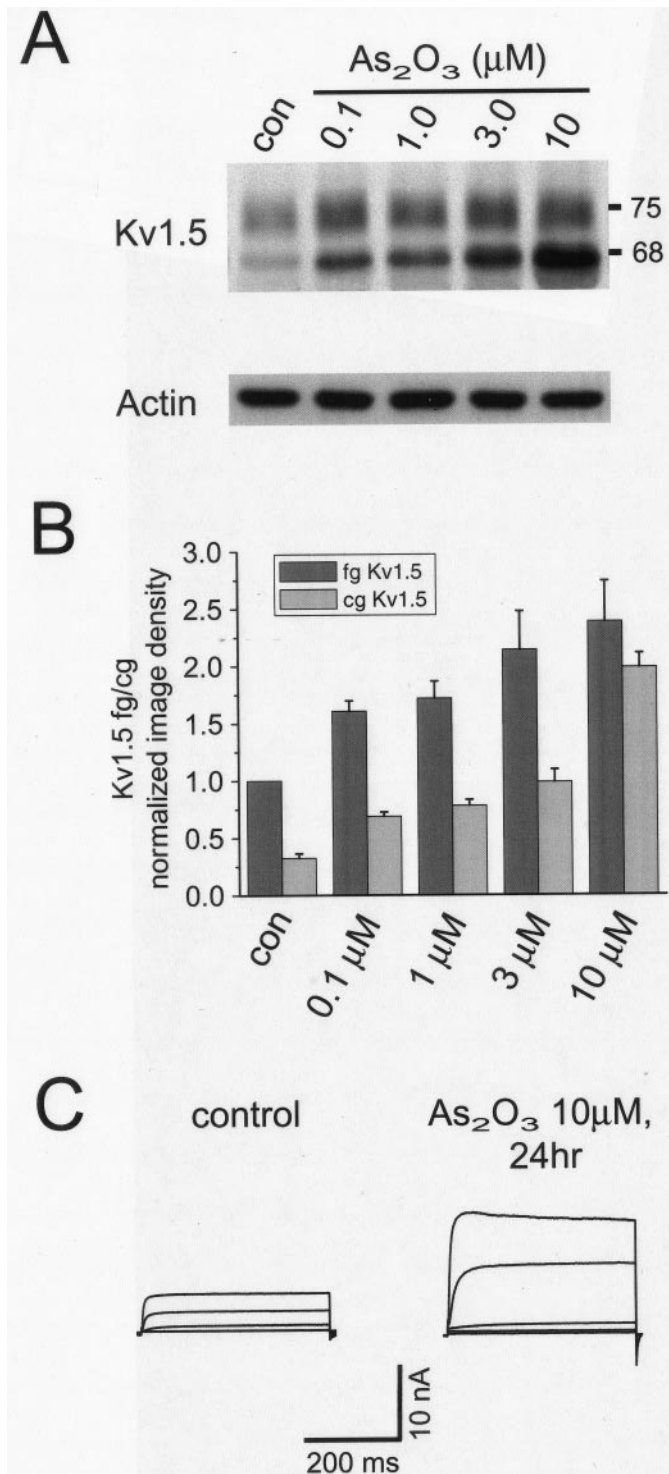 A
As₂O₃ (μM)
con 0.1 1.0 3.0 10
Kv1.5
75
68
Actin
B
Kv1.5 fg/cg
normalized image density
3.0
2.5
2.0
1.5
1.0
0.5
0.0
fg Kv1.5
cg Kv1.5
con 0.1 μM 1 μM 3 μM 10 μM
C
control
As₂O₃ 10μM,
24hr
10 nA
200 ms